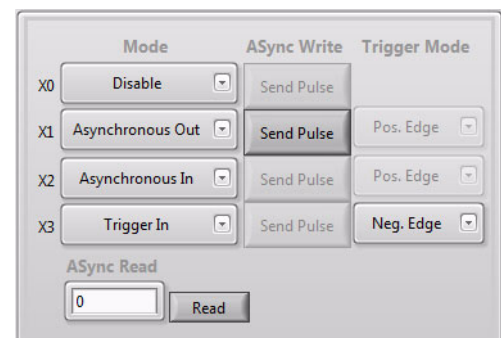 Mode ASync Write Trigger Mode
X0 Disable Send Pulse
X1 Asynchronous Out Send Pulse Pos. Edge
X2 Asynchronous In Send Pulse Pos. Edge
X3 Trigger In Send Pulse Neg. Edge
ASync Read
0 Read